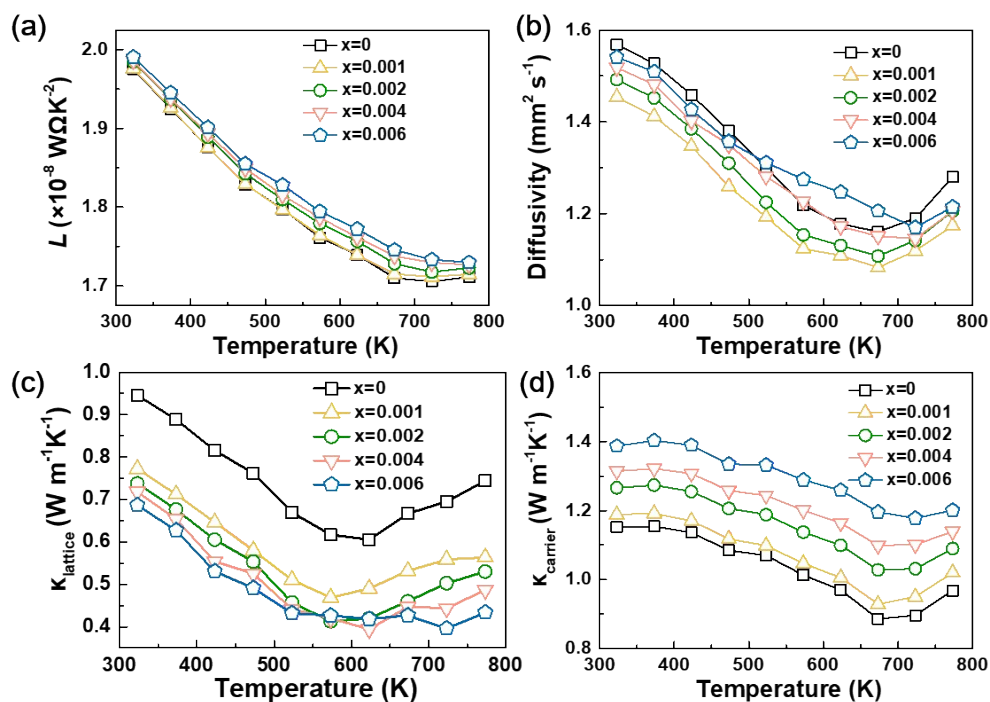 (a)
L (×10⁻⁸ WΩK⁻²)
2.0
1.9
1.8
1.7
300 400 500 600 700 800
Temperature (K)
x=0
x=0.001
x=0.002
x=0.004
x=0.006
(b)
Diffusivity (mm² s⁻¹)
1.6
1.4
1.2
1.0
300 400 500 600 700 800
Temperature (K)
x=0
x=0.001
x=0.002
x=0.004
x=0.006
(c)
κlattice (W m⁻¹K⁻¹)
1.0
0.9
0.8
0.7
0.6
0.5
0.4
300 400 500 600 700 800
Temperature (K)
x=0
x=0.001
x=0.002
x=0.004
x=0.006
(d)
κcarrier (W m⁻¹K⁻¹)
1.6
1.4
1.2
1.0
0.8
300 400 500 600 700 800
Temperature (K)
x=0
x=0.001
x=0.002
x=0.004
x=0.006